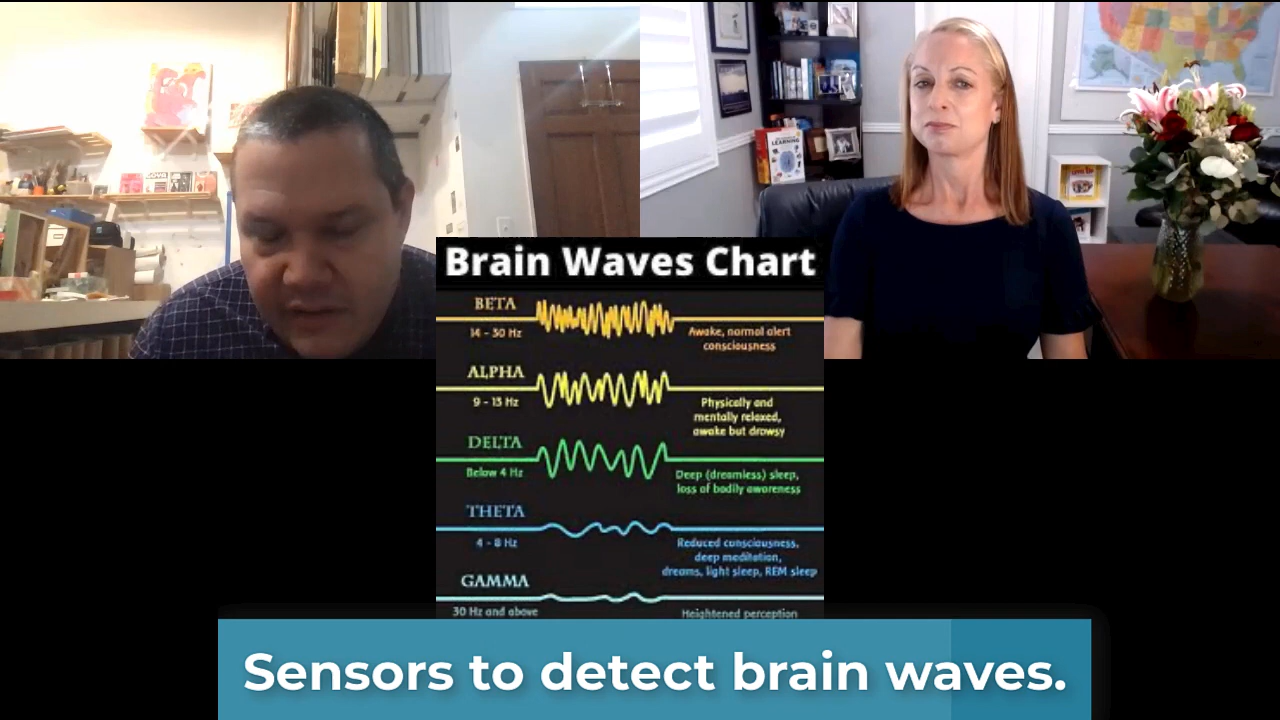 LEARNING
Brain Waves Chart
BETA
14 - 30 Hz
Awake, normal alert
consciousness
ALPHA
9 - 13 Hz
Physically and
mentally relaxed,
awake but drowsy
DELTA
Below 4 Hz
Deep (dreamless) sleep,
loss of bodily awareness
THETA
4 - 8 Hz
Reduced consciousness,
deep meditation,
dreams, light sleep, REM sleep
GAMMA
30 Hz and above
Heightened perception
Sensors to detect brain waves.